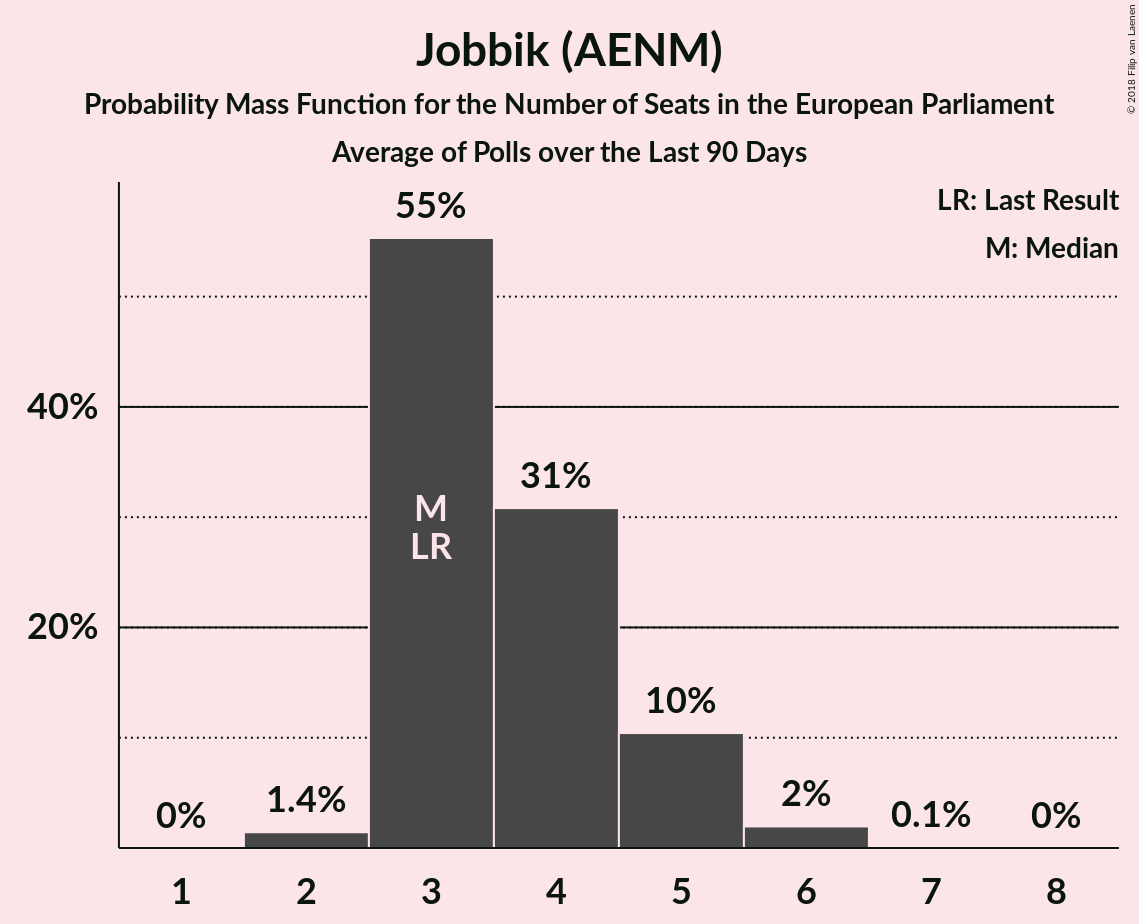 Jobbik (AENM)
Probability Mass Function for the Number of Seats in the European Parliament
Average of Polls over the Last 90 Days
© 2018 Filip van Laenen
LR: Last Result
M: Median
55%
40%
31%
M
LR
20%
10%
0%
1.4%
2%
0.1%
0%
1 2 3 4 5 6 7 8